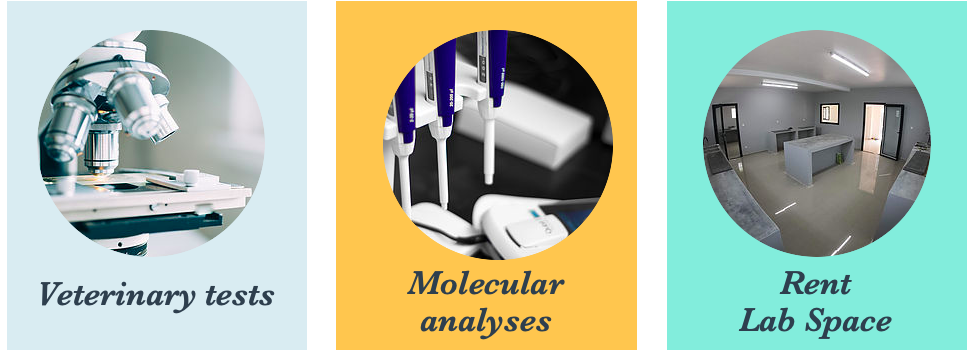 Veterinary tests
Molecular
analyses
Rent
Lab Space